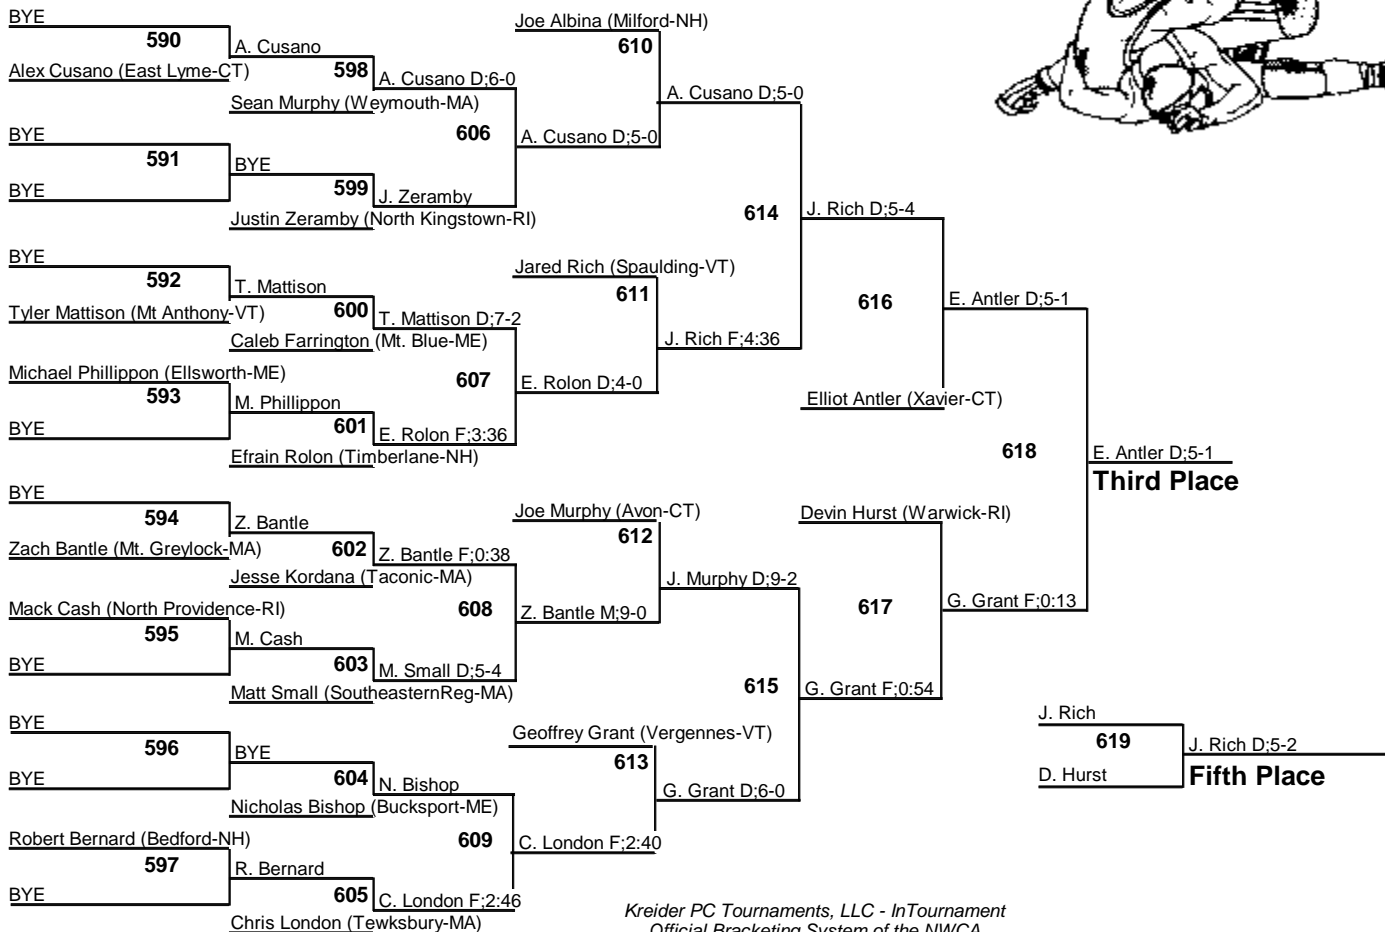 BYE
590
Alex Cusano (East Lyme-CT)
A. Cusano
598
Sean Murphy (Weymouth-MA)
A. Cusano D;6-0
BYE
591
BYE
BYE
599
Justin Zeramby (North Kingstown-RI)
J. Zeramby
606
A. Cusano D;5-0
Joe Albina (Milford-NH)
610
A. Cusano D;5-0
BYE
592
Tyler Mattison (Mt Anthony-VT)
T. Mattison
600
Caleb Farrington (Mt. Blue-ME)
T. Mattison D;7-2
Michael Phillippon (Ellsworth-ME)
593
BYE
M. Phillippon
601
Efrain Rolon (Timberlane-NH)
E. Rolon F;3:36
607
E. Rolon D;4-0
Jared Rich (Spaulding-VT)
611
J. Rich F;4:36
614
J. Rich D;5-4
616
Elliot Antler (Xavier-CT)
E. Antler D;5-1
BYE
594
Zach Bantle (Mt. Greylock-MA)
Z. Bantle
602
Jesse Kordana (Taconic-MA)
Z. Bantle F;0:38
Mack Cash (North Providence-RI)
595
BYE
M. Cash
603
Matt Small (SoutheasternReg-MA)
M. Small D;5-4
608
Z. Bantle M;9-0
Joe Murphy (Avon-CT)
612
J. Murphy D;9-2
BYE
596
BYE
BYE
604
Nicholas Bishop (Bucksport-ME)
N. Bishop
Robert Bernard (Bedford-NH)
597
BYE
R. Bernard
605
Chris London (Tewksbury-MA)
C. London F;2:46
609
C. London F;2:40
Geoffrey Grant (Vergennes-VT)
613
G. Grant D;6-0
615
G. Grant F;0:54
Devin Hurst (Warwick-RI)
617
G. Grant F;0:13
618
E. Antler D;5-1
Third Place
J. Rich
619
D. Hurst
J. Rich D;5-2
Fifth Place
Kreider PC Tournaments, LLC - InTournament
Official Bracketing System of the NWCA